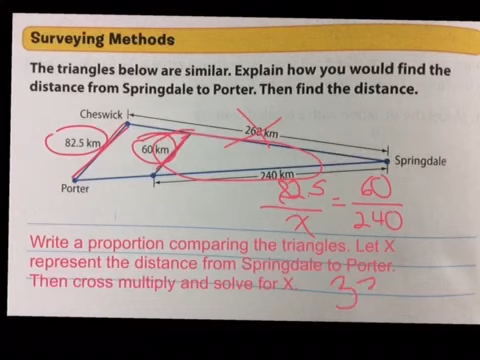 Surveying Methods
The triangles below are similar. Explain how you would find the
distance from Springdale to Porter. Then find the distance.
Cheswick
268 km
82.5 km
60 km
Springdale
240 km
Porter
82.5/x = 60/240
Write a proportion comparing the triangles. Let X
represent the distance from Springdale to Porter.
Then cross multiply and solve for X.